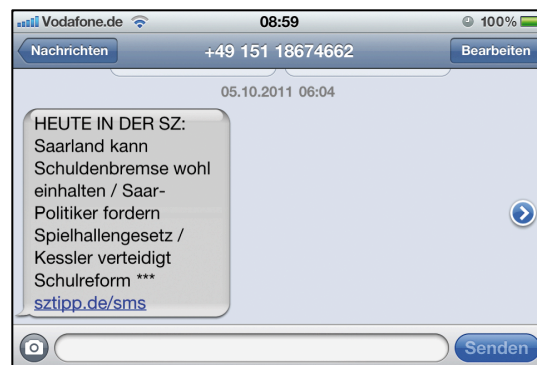 Vodafone.de 08:59 100%
Nachrichten +49 151 18674662 Bearbeiten
05.10.2011 06:04
HEUTE IN DER SZ:
Saarland kann
Schuldenbremse wohl
einhalten / Saar-
Politiker fordern
Spielhallengesetz /
Kessler verteidigt
Schulreform ***
sztipp.de/sms
Senden